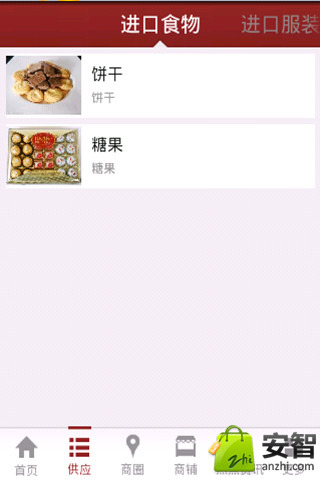 进口食物 进口服装
饼干
饼干
糖果
糖果
首页 供应 商圈 商铺 更多
zhi
安智
anzhi.com